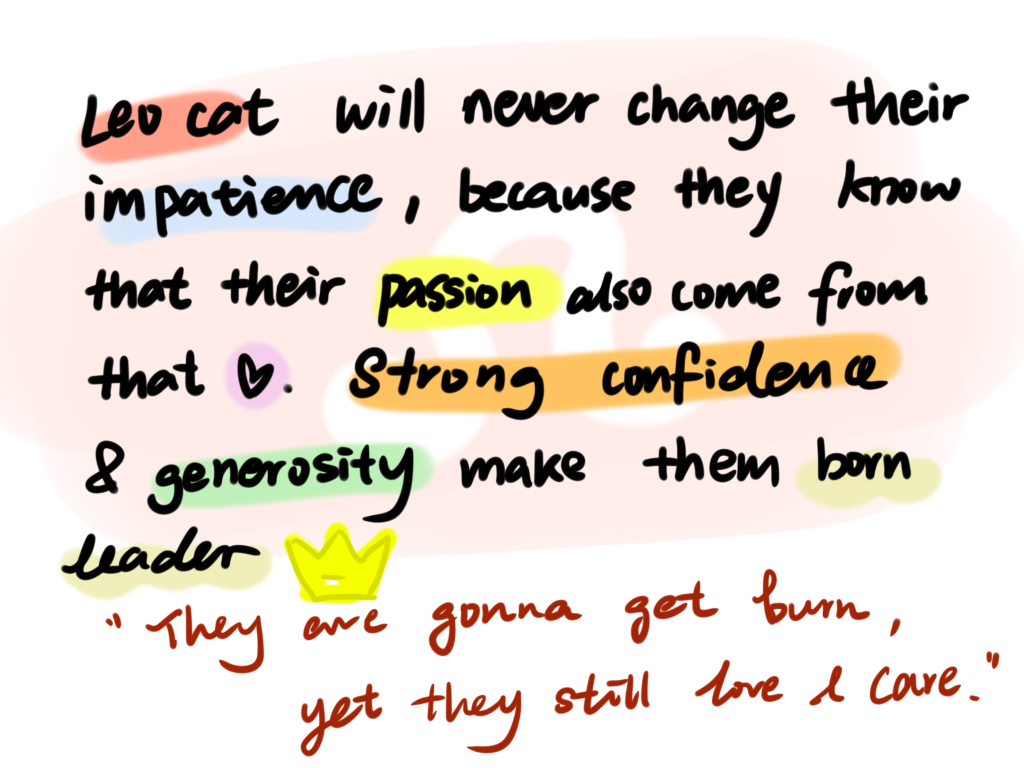 Leo cat will never change their
impatience, because they know
that their passion also come from
that ♡. Strong confidence
& generosity make them born
leader
"They are gonna get burn,
yet they still love & care."